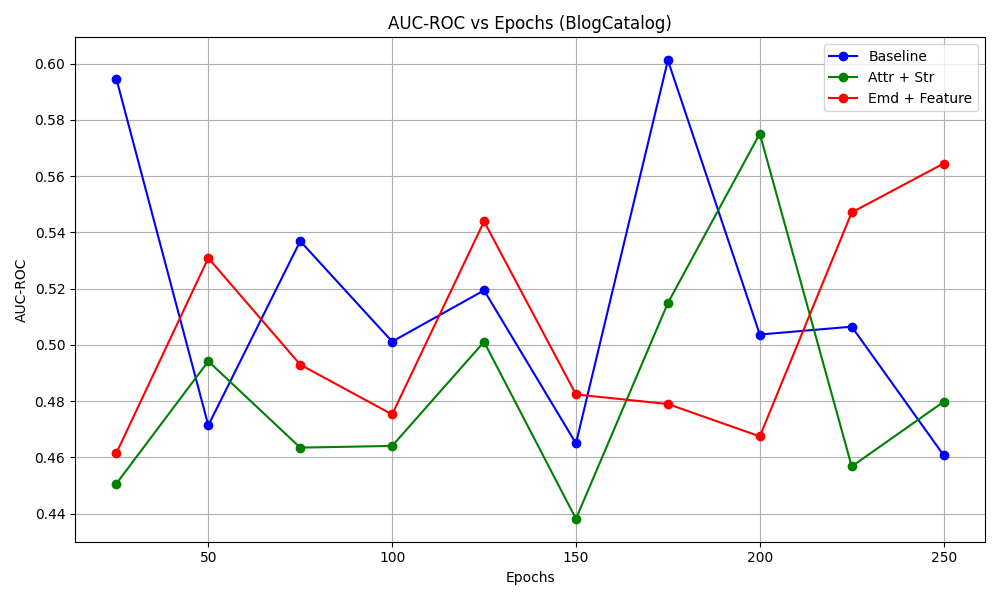 AUC-ROC vs Epochs (BlogCatalog)
Baseline
Attr + Str
Emd + Feature
AUC-ROC
0.60
0.58
0.56
0.54
0.52
0.50
0.48
0.46
0.44
50
100
150
200
250
Epochs